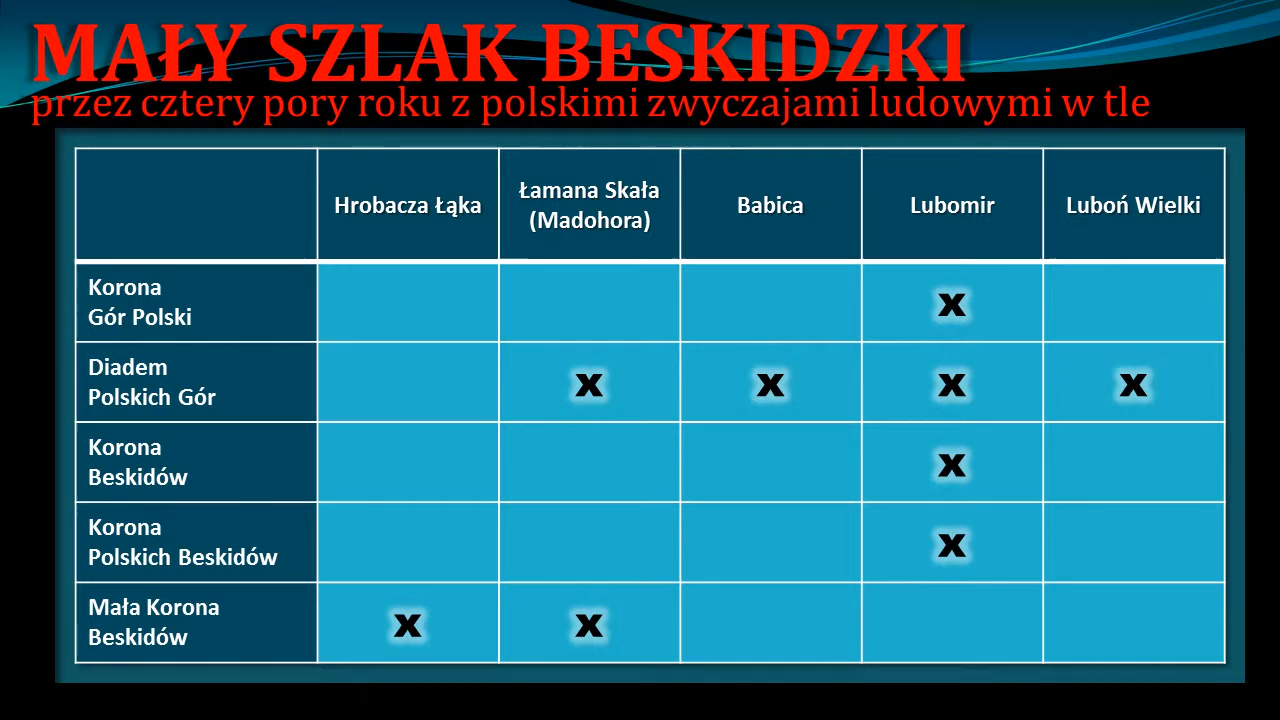 MAŁY SZLAK BESKIDZKI
przez cztery pory roku z polskimi zwyczajami ludowymi w tle
Hrobacza Łąka
Łamana Skała
(Madohora)
Babica
Lubomir
Luboń Wielki
Korona
Gór Polski
x
Diadem
Polskich Gór
x x x x
Korona
Beskidów
x
Korona
Polskich Beskidów
x
Mała Korona
Beskidów
x x